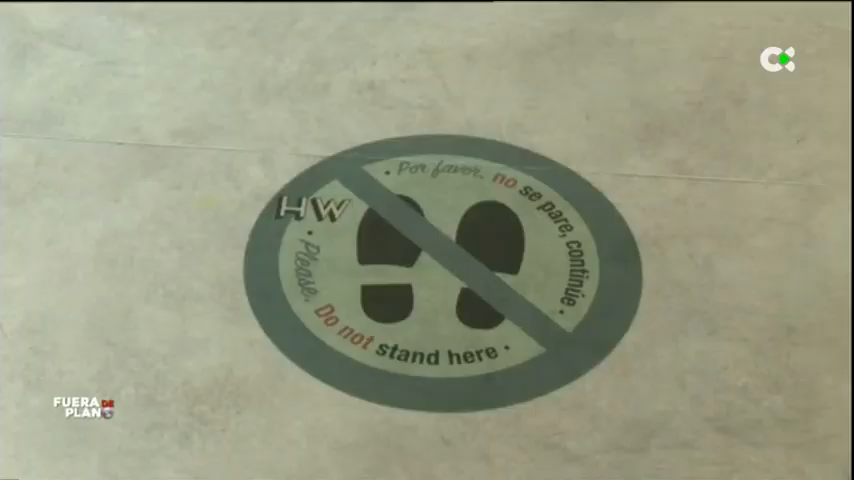 Por favor. no se pare, continúe.
HW
Please. Do not stand here.
FUERA DE
PLANO